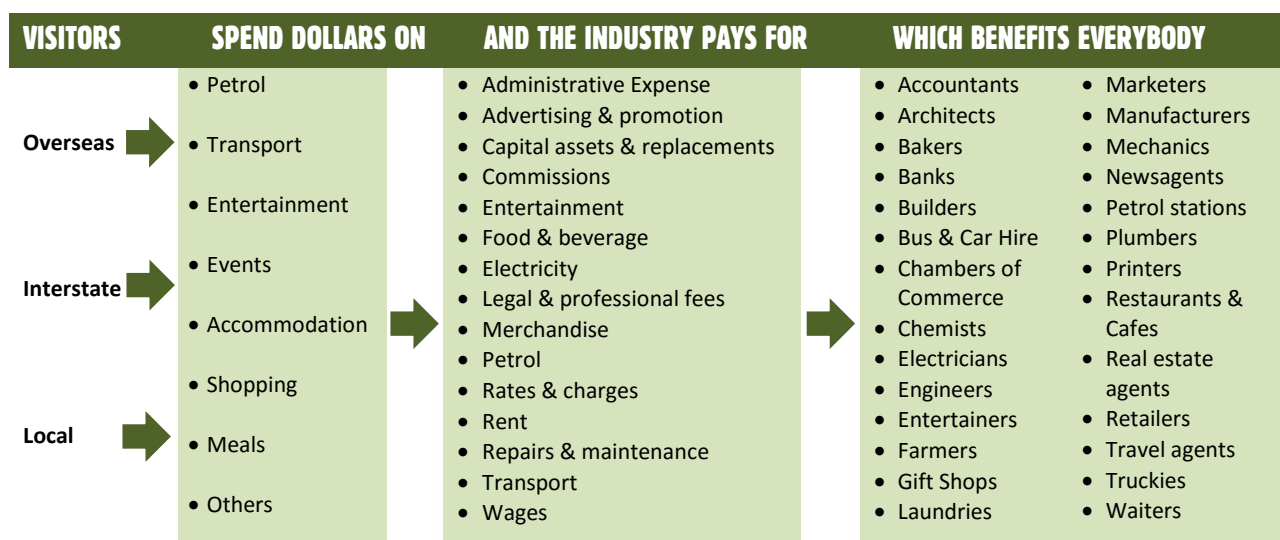 VISITORS
SPEND DOLLARS ON
AND THE INDUSTRY PAYS FOR
WHICH BENEFITS EVERYBODY
Overseas
Interstate
Local
• Petrol
• Transport
• Entertainment
• Events
• Accommodation
• Shopping
• Meals
• Others
• Administrative Expense
• Advertising & promotion
• Capital assets & replacements
• Commissions
• Entertainment
• Food & beverage
• Electricity
• Legal & professional fees
• Merchandise
• Petrol
• Rates & charges
• Rent
• Repairs & maintenance
• Transport
• Wages
• Accountants
• Architects
• Bakers
• Banks
• Builders
• Bus & Car Hire
• Chambers of
Commerce
• Chemists
• Electricians
• Engineers
• Entertainers
• Farmers
• Gift Shops
• Laundries
• Marketers
• Manufacturers
• Mechanics
• Newsagents
• Petrol stations
• Plumbers
• Printers
• Restaurants &
Cafes
• Real estate
agents
• Retailers
• Travel agents
• Truckies
• Waiters